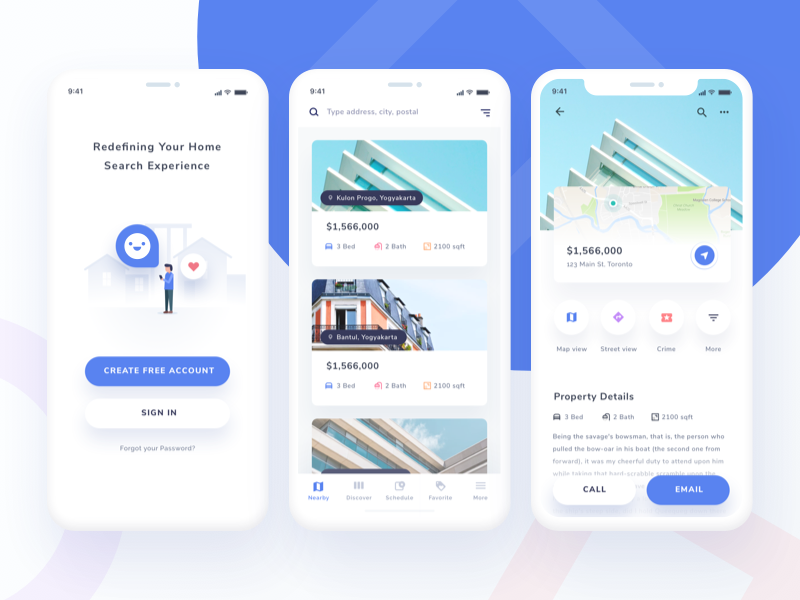 9:41
Redefining Your Home
Search Experience
CREATE FREE ACCOUNT
SIGN IN
Forgot your Password?
9:41
Type address, city, postal
Kulon Progo, Yogyakarta
$1,566,000
3 Bed 2 Bath 2100 sqft
Bantul, Yogyakarta
$1,566,000
3 Bed 2 Bath 2100 sqft
Nearby Discover Schedule Favorite More
9:41
$1,566,000
123 Main St. Toronto
Map view Street view Crime More
Property Details
3 Bed 2 Bath 2100 sqft
Being the savage's bowsman, that is, the person who
pulled the bow-oar in his boat (the second one from
forward), it was my cheerful duty to attend upon him
while taking that hard-scrabble scramble upon the
CALL EMAIL